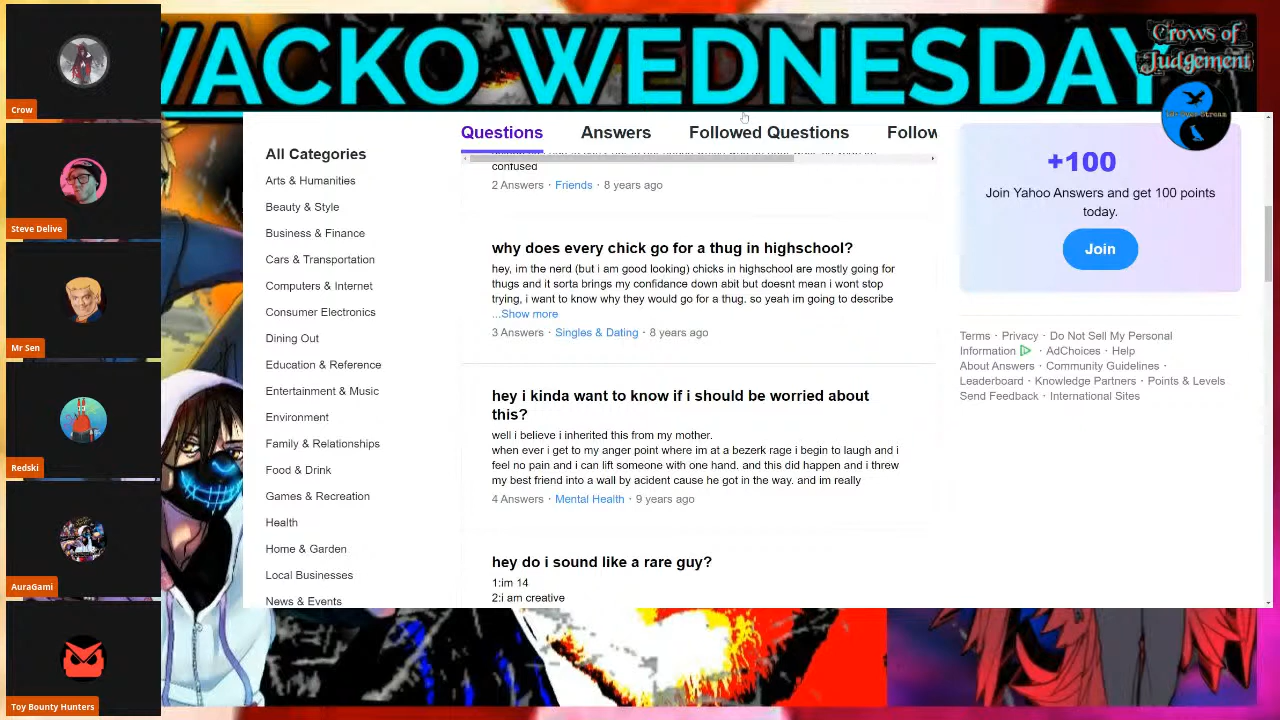 WACKO WEDNESDAY
Crows of
Judgement
Crow
Steve Delive
Mr Sen
Redski
AuraGami
Toy Bounty Hunters
All Categories
Arts & Humanities
Beauty & Style
Business & Finance
Cars & Transportation
Computers & Internet
Consumer Electronics
Dining Out
Education & Reference
Entertainment & Music
Environment
Family & Relationships
Food & Drink
Games & Recreation
Health
Home & Garden
Local Businesses
News & Events
Questions Answers Followed Questions Follow
confused
2 Answers · Friends · 8 years ago
why does every chick go for a thug in highschool?
hey, im the nerd (but i am good looking) chicks in highschool are mostly going for
thugs and it sorta brings my confidance down abit but doesnt mean i wont stop
trying, i want to know why they would go for a thug. so yeah im going to describe
...Show more
3 Answers · Singles & Dating · 8 years ago
hey i kinda want to know if i should be worried about
this?
well i believe i inherited this from my mother.
when ever i get to my anger point where im at a bezerk rage i begin to laugh and i
feel no pain and i can lift someone with one hand. and this did happen and i threw
my best friend into a wall by acident cause he got in the way. and im really
4 Answers · Mental Health · 9 years ago
hey do i sound like a rare guy?
1:im 14
2:i am creative
+100
Join Yahoo Answers and get 100 points
today.
Join
Terms · Privacy · Do Not Sell My Personal
Information · AdChoices · Help
About Answers · Community Guidelines ·
Leaderboard · Knowledge Partners · Points & Levels
Send Feedback · International Sites